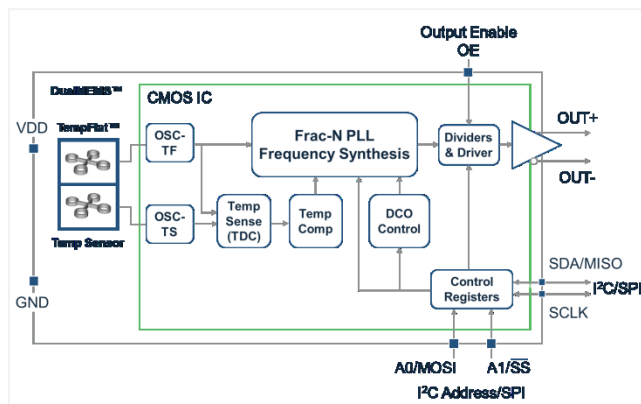 Output Enable
OE
DualMEMS™
CMOS IC
VDD
TempFlat™
OSC-
TF
Frac-N PLL
Frequency Synthesis
Dividers
& Driver
OUT+
OUT-
OSC-
TS
Temp
Sense
(TDC)
Temp
Comp
DCO
Control
Temp Sensor
GND
Control
Registers
SDA/MISO
I²C/SPI
SCLK
A0/MOSI
A1/S̅S̅
I²C Address/SPI